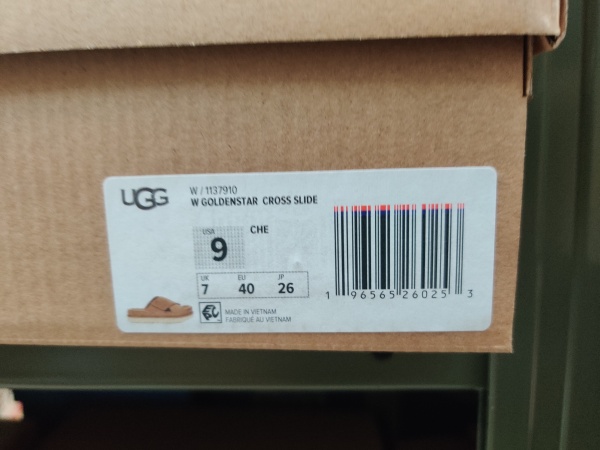 UGG
W / 1137910
W GOLDENSTAR CROSS SLIDE
USA
9
CHE
UK EU JP
7 40 26
MADE IN VIETNAM
FABRIQUÉ AU VIETNAM
1 96565 26025 3